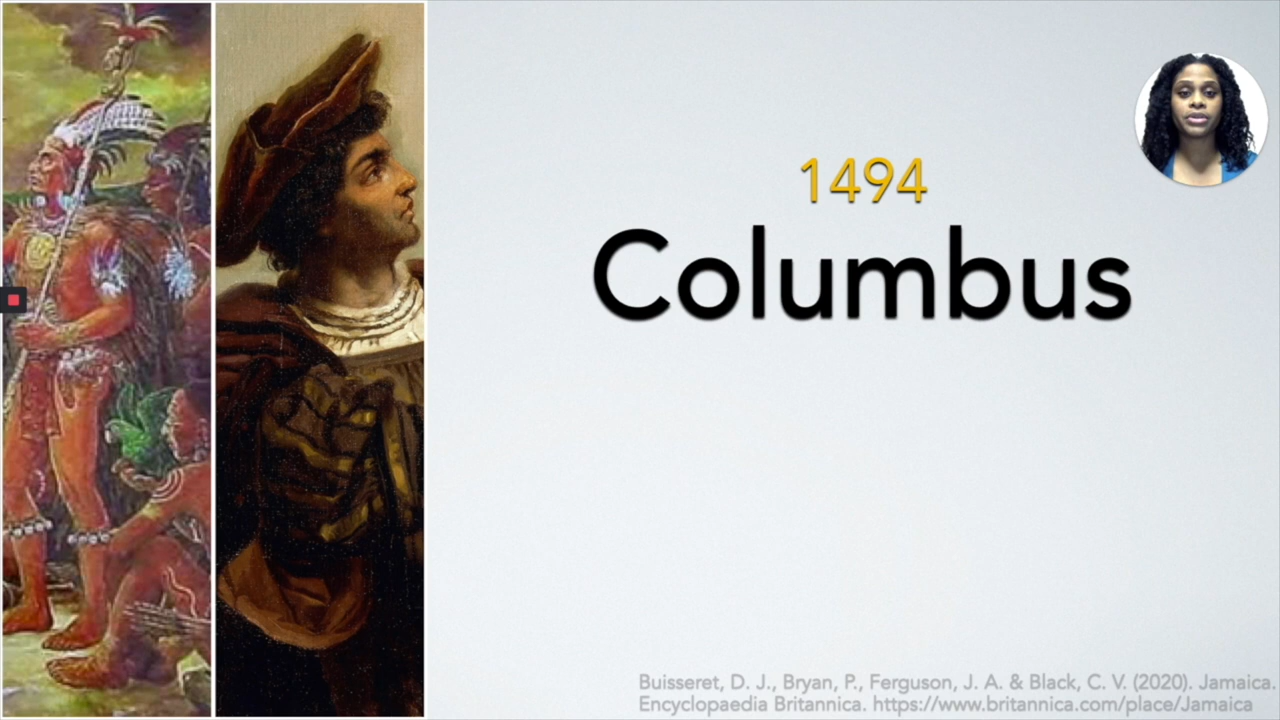 1494
Columbus
Buisseret, D. J., Bryan, P., Ferguson, J. A. & Black, C. V. (2020). Jamaica.
Encyclopaedia Britannica. https://www.britannica.com/place/Jamaica